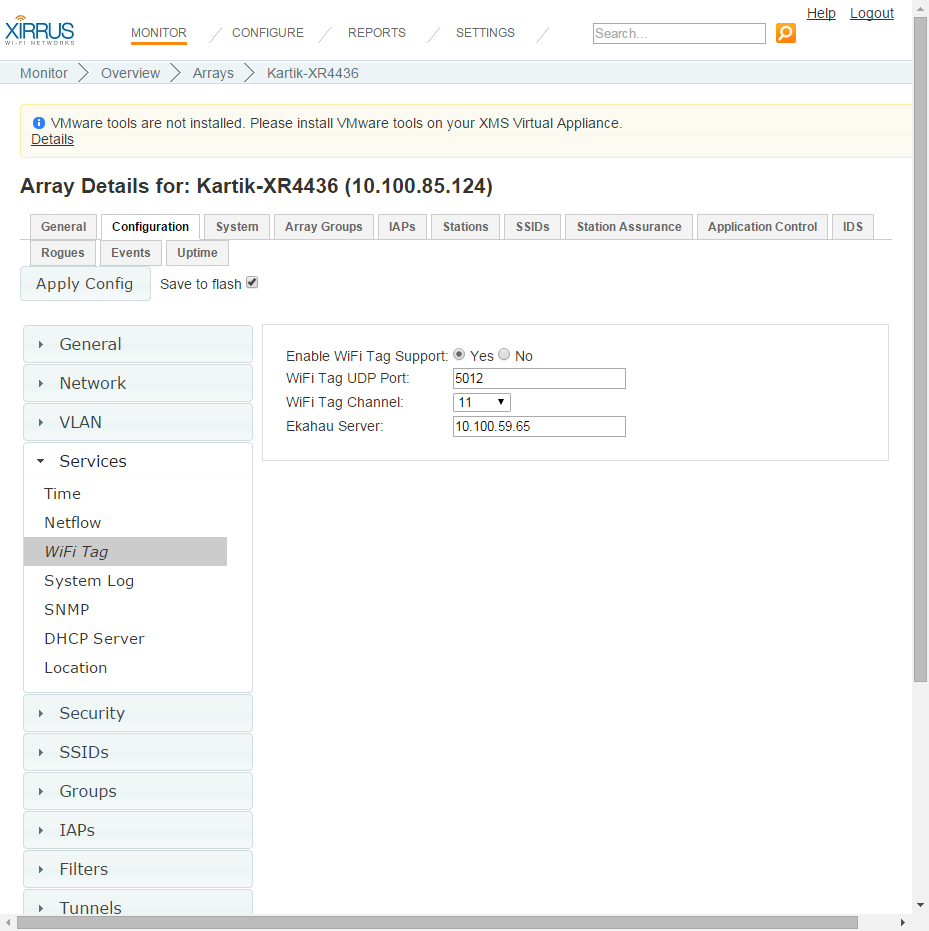 Help Logout
XIRRUS
WI-FI NETWORKS
MONITOR CONFIGURE REPORTS SETTINGS
Search...
Monitor Overview Arrays Kartik-XR4436
VMware tools are not installed. Please install VMware tools on your XMS Virtual Appliance.
Details
Array Details for: Kartik-XR4436 (10.100.85.124)
General Configuration System Array Groups IAPs Stations SSIDs Station Assurance Application Control IDS
Rogues Events Uptime
Apply Config Save to flash
General
Network
VLAN
Services
Time
Netflow
WiFi Tag
System Log
SNMP
DHCP Server
Location
Security
SSIDs
Groups
IAPs
Filters
Tunnels
Enable WiFi Tag Support: Yes No
WiFi Tag UDP Port: 5012
WiFi Tag Channel: 11
Ekahau Server: 10.100.59.65